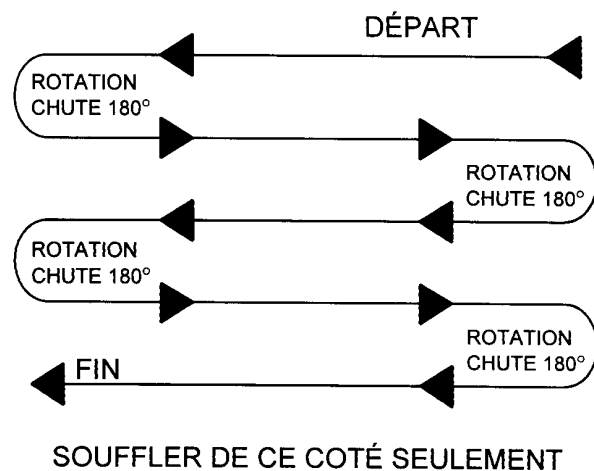 DÉPART
ROTATION
CHUTE 180°
ROTATION
CHUTE 180°
ROTATION
CHUTE 180°
ROTATION
CHUTE 180°
FIN
SOUFFLER DE CE COTÉ SEULEMENT